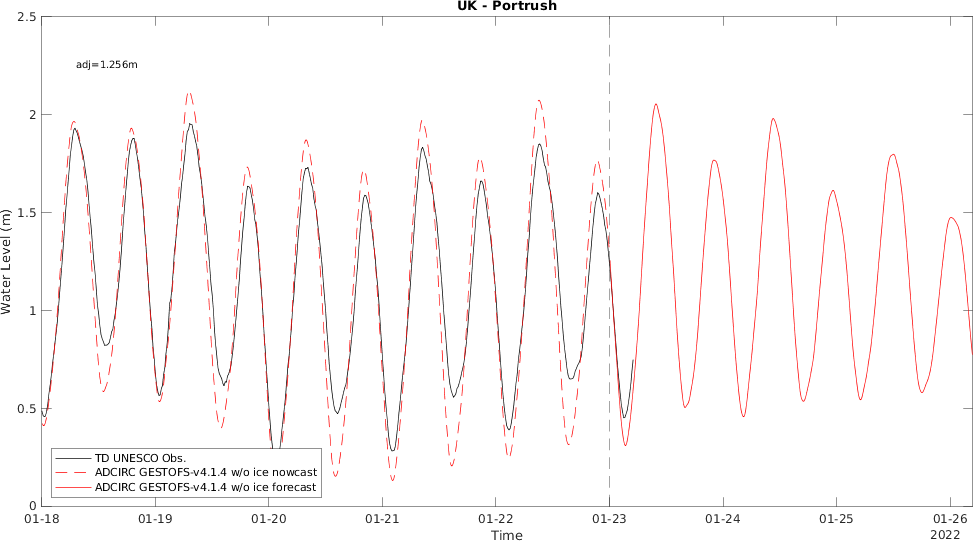 UK - Portrush
2.5
adj=1.256m
2
1.5
Water Level (m)
1
0.5
TD UNESCO Obs.
ADCIRC GESTOFS-v4.1.4 w/o ice nowcast
ADCIRC GESTOFS-v4.1.4 w/o ice forecast
0
01-18 01-19 01-20 01-21 01-22 01-23 01-24 01-25 01-26
Time 2022